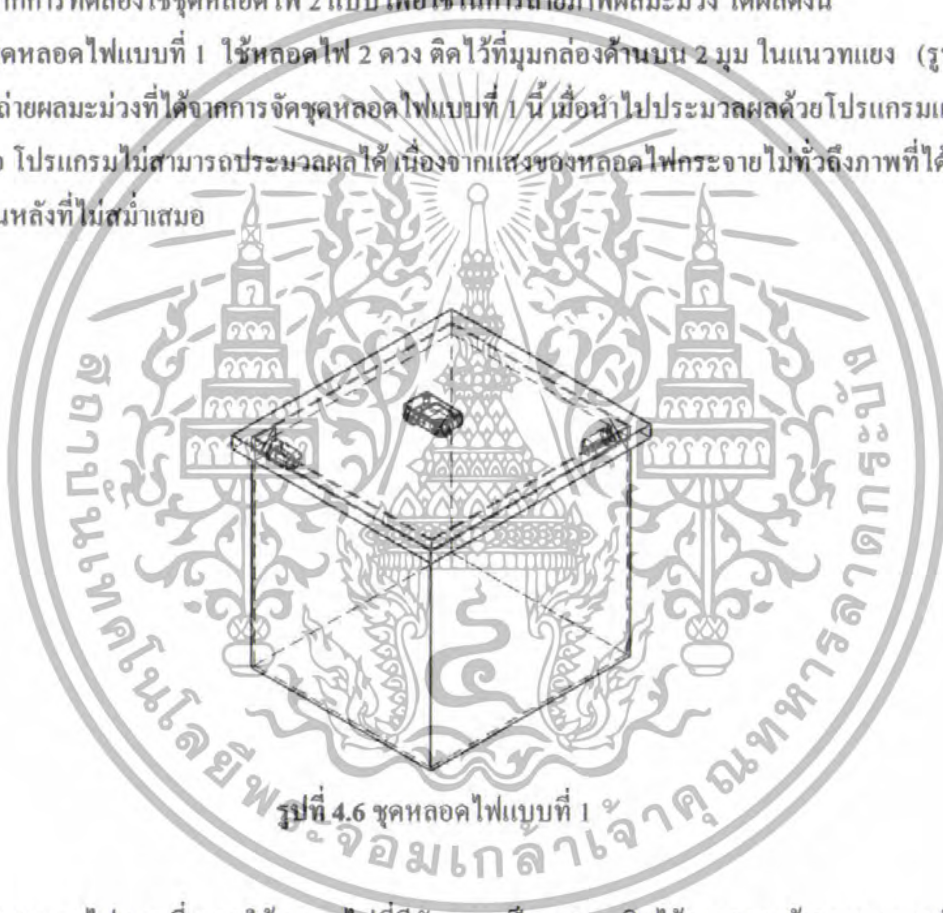 กการทดลองใช้ชุดหลอดไฟ 2 แบบ เพื่อใช้ในการถ่ายภาพผลมะม่วง ได้ผลดังนี้
ดหลอดไฟแบบที่ 1 ใช้หลอดไฟ 2 ดวง ติดไว้ที่มุมกล่องด้านบน 2 มุม ในแนวทแยง (รู
ถ่ายผลมะม่วงที่ได้จากการจัดชุดหลอดไฟแบบที่ 1 นี้ เมื่อนำไปประมวลผลด้วยโปรแกรม
อ โปรแกรมไม่สามารถประมวลผลได้ เนื่องจากแสงของหลอดไฟกระจายไม่ทั่วถึงภาพที่ได้
นหลังที่ไม่สม่ำเสมอ
สถาบันเทคโนโลยีพระจอมเกล้าเจ้าคุณทหารลาดกระบัง
รูปที่ 4.6 ชุดหลอดไฟแบบที่ 1